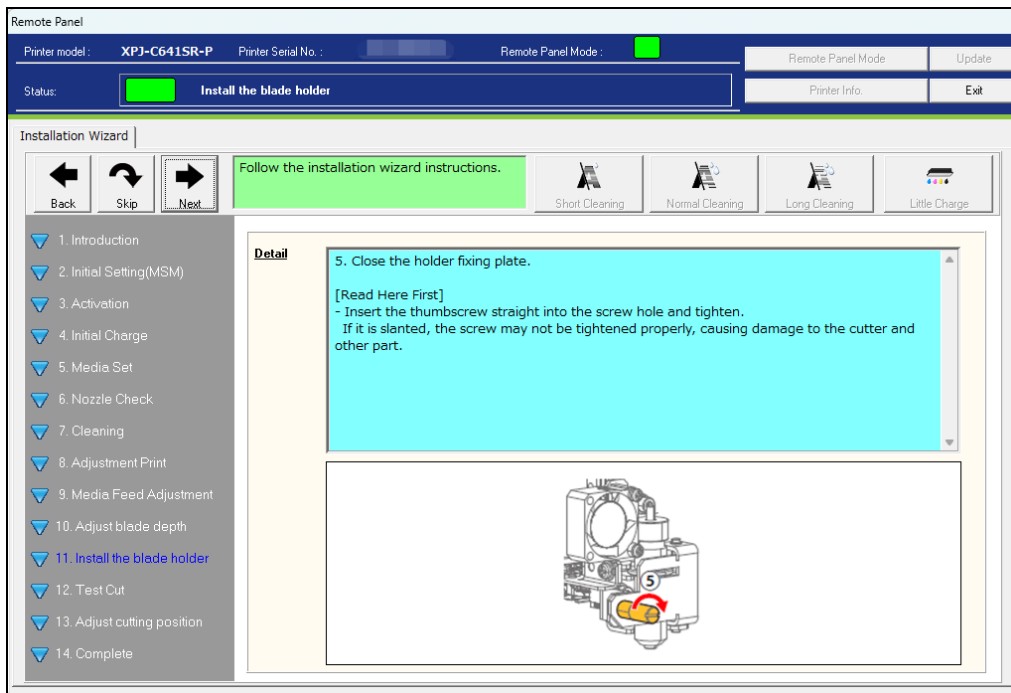 Remote Panel
Printer model : XPJ-C641SR-P Printer Serial No. : Remote Panel Mode :
Remote Panel Mode Update
Status: Install the blade holder
Printer Info. Exit
Installation Wizard
Follow the installation wizard instructions.
Back Skip Next Short Cleaning Normal Cleaning Long Cleaning Little Charge
1. Introduction
2. Initial Setting(MSM)
3. Activation
4. Initial Charge
5. Media Set
6. Nozzle Check
7. Cleaning
8. Adjustment Print
9. Media Feed Adjustment
10. Adjust blade depth
11. Install the blade holder
12. Test Cut
13. Adjust cutting position
14. Complete
Detail
5. Close the holder fixing plate.
[Read Here First]
- Insert the thumbscrew straight into the screw hole and tighten.
If it is slanted, the screw may not be tightened properly, causing damage to the cutter and
other part.
5